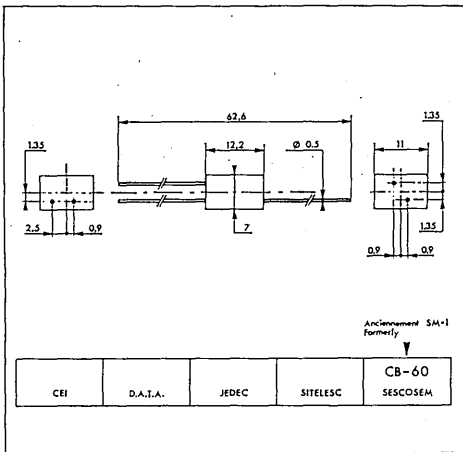 62,6
12,2
Ø 0.5
1.35
2,5
0,9
7
11
1.35
1.35
0,9
0,9
Anciennement SM-1
Formerly
CEI
D.A.T.A.
JEDEC
SITELESC
CB-60
SESCOSEM